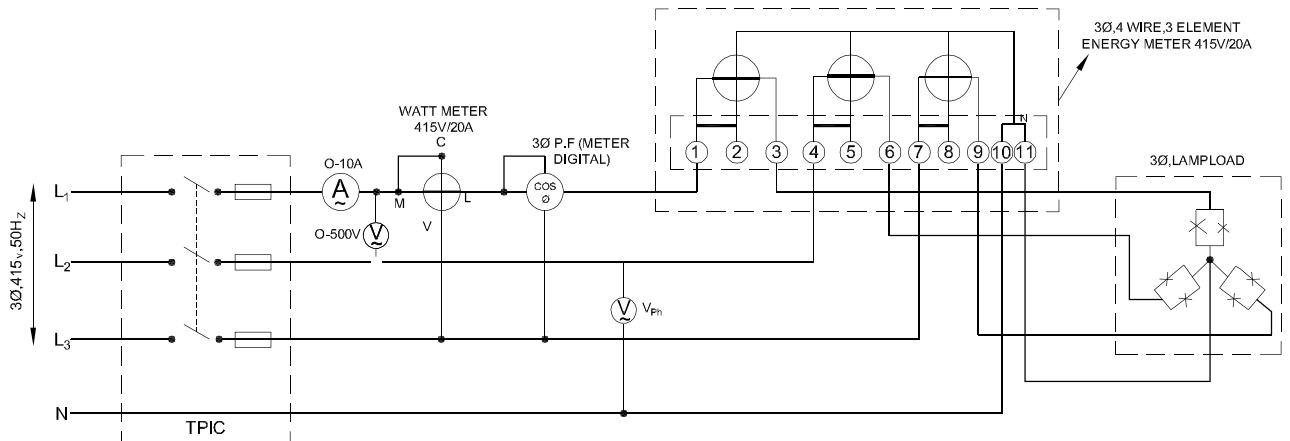 3Ø,4 WIRE,3 ELEMENT
ENERGY METER 415V/20A
WATT METER
415V/20A
C
3Ø P.F (METER
DIGITAL)
O-10A
N
1 2 3 4 5 6 7 8 9 10 11
3Ø,LAMPLOAD
L1
A
~
M
L
COS
Ø
O-500V
V
~
V
3Ø,415v,50HZ
L2
V
~
VPh
L3
N
TPIC